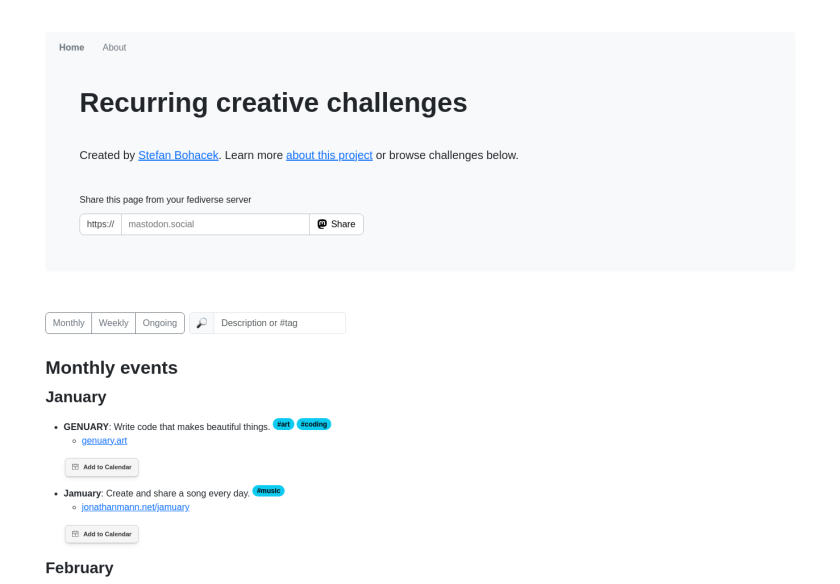 Home About
Recurring creative challenges
Created by Stefan Bohacek. Learn more about this project or browse challenges below.
Share this page from your fediverse server
https:// mastodon.social Share
Monthly Weekly Ongoing Description or #tag
Monthly events
January
GENUARY: Write code that makes beautiful things. #art #coding
genuary.art
Add to Calendar
Jamuary: Create and share a song every day. #music
jonathanmann.net/jamuary
Add to Calendar
February